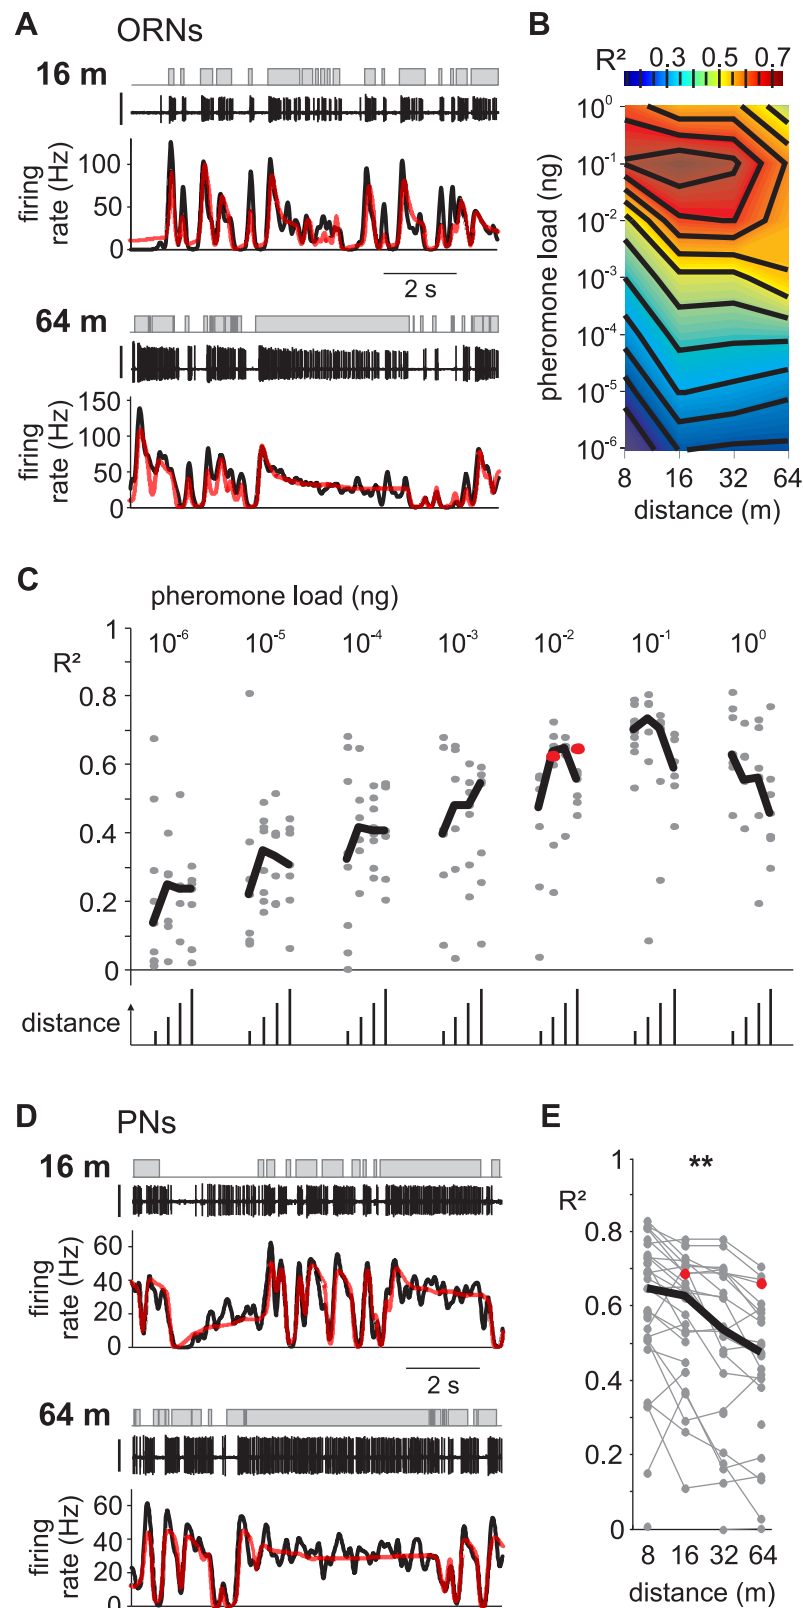 A ORNs
16 m
firing rate (Hz)
100
50
0
2 s
64 m
firing rate (Hz)
150
100
50
0
B
R² 0.3 0.5 0.7
pheromone load (ng)
10⁰
10⁻¹
10⁻²
10⁻³
10⁻⁴
10⁻⁵
10⁻⁶
8 16 32 64
distance (m)
C
pheromone load (ng)
10⁻⁶ 10⁻⁵ 10⁻⁴ 10⁻³ 10⁻² 10⁻¹ 10⁰
R²
1
0.8
0.6
0.4
0.2
0
distance
D PNs
16 m
firing rate (Hz)
60
40
20
0
2 s
64 m
firing rate (Hz)
60
40
20
0
E
**
R²
1
0.8
0.6
0.4
0.2
0
8 16 32 64
distance (m)